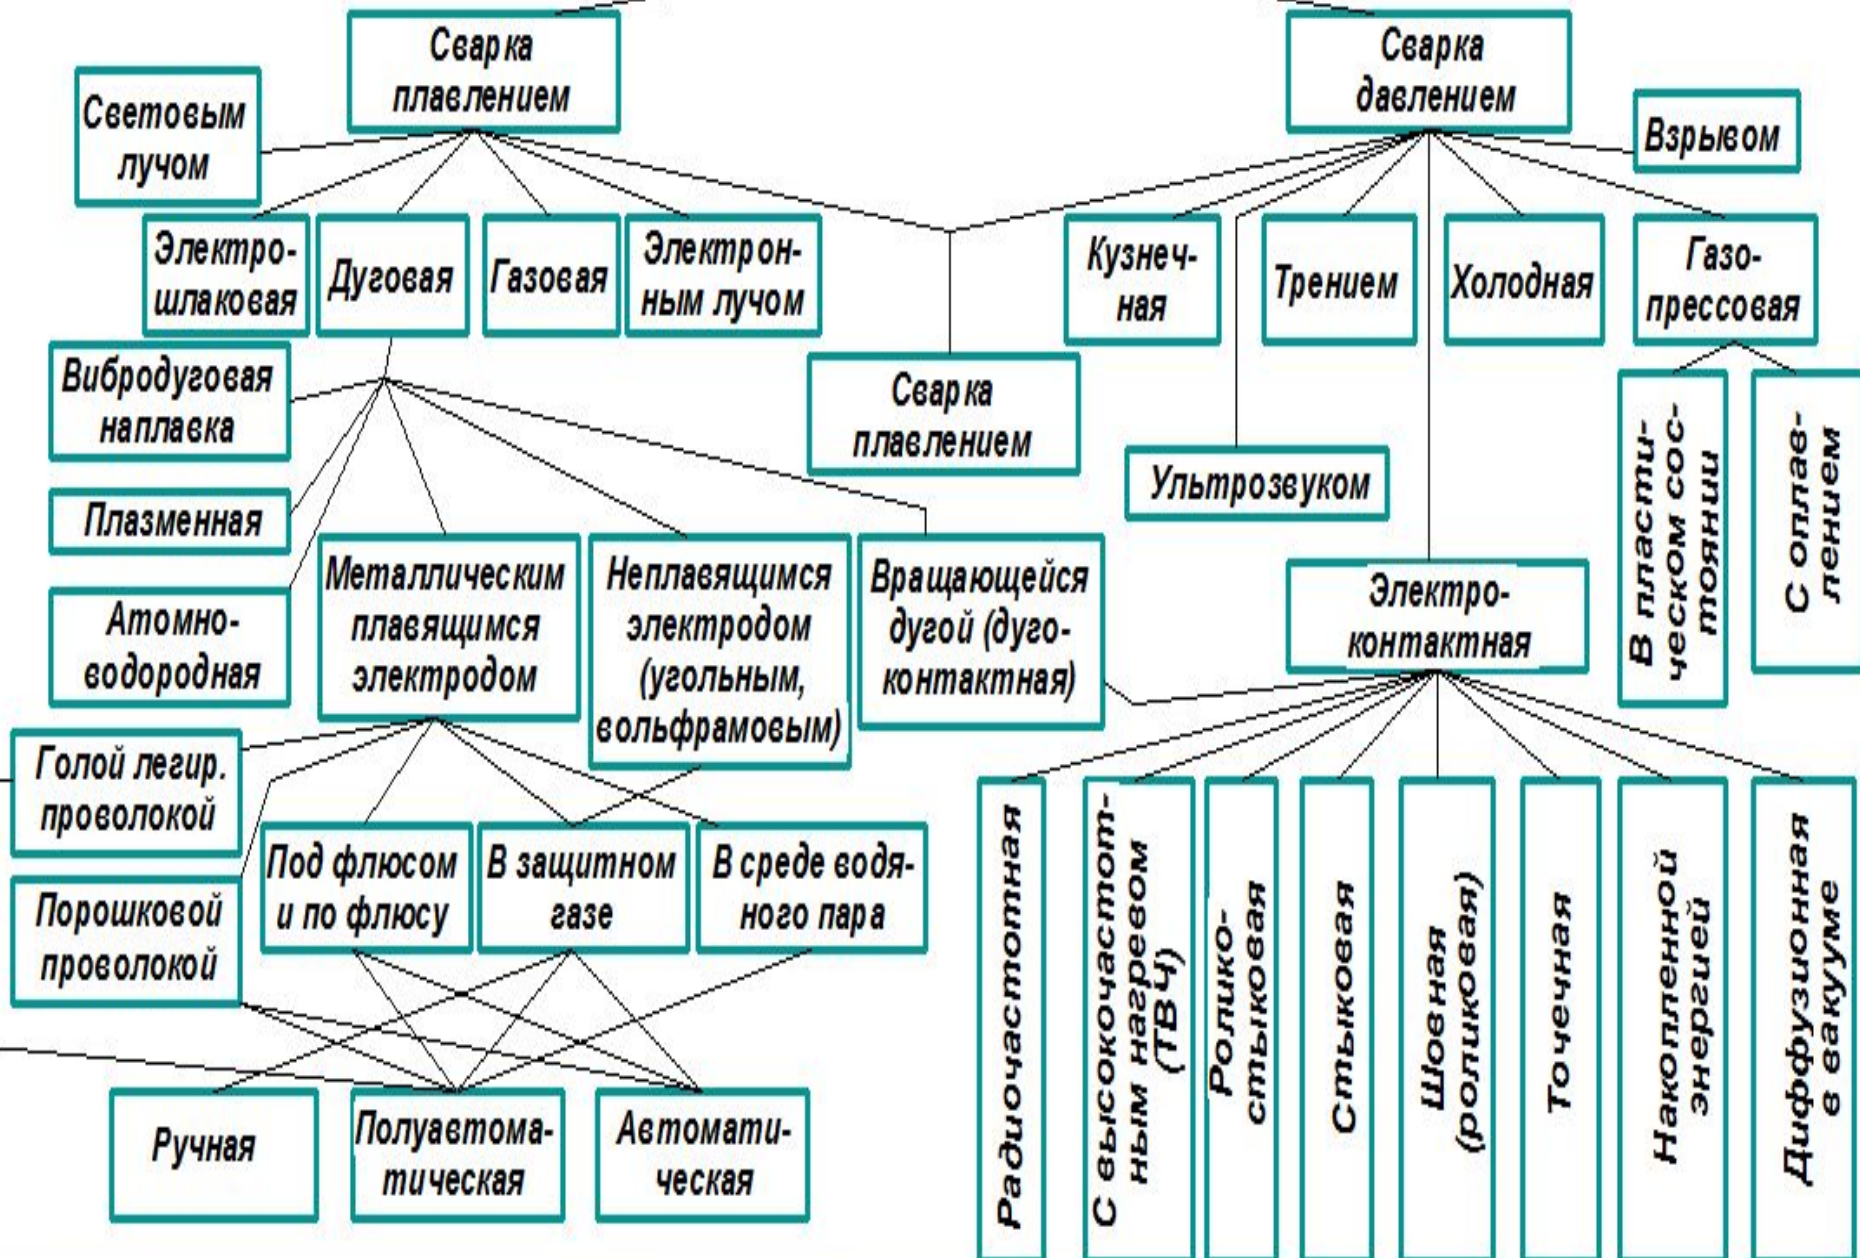 Сварка
плавлением
Сварка
давлением
Световым
лучом
Взрывом
Электро-
шлаковая
Дуговая
Газовая
Электрон-
ным лучом
Кузнеч-
ная
Трением
Холодная
Газо-
прессовая
Вибродуговая
наплавка
Сварка
плавлением
Ультрозвуком
В пласти-
ческом сос-
тоянии
С оплав-
лением
Плазменная
Атомно-
водородная
Металлическим
плавящимся
электродом
Неплавящимся
электродом
(угольным,
вольфрамовым)
Вращающейся
дугой (дуго-
контактная)
Электро-
контактная
Голой легир.
проволокой
Порошковой
проволокой
Под флюсом
и по флюсу
В защитном
газе
В среде водя-
ного пара
Ручная
Полуавтома-
тическая
Автомати-
ческая
Радиочастотная
С высокочастот-
ным нагревом
(ТВЧ)
Ролико-
стыковая
Стыковая
Шовная
(роликовая)
Точечная
Накопленной
энергией
Диффузионная
в вакууме